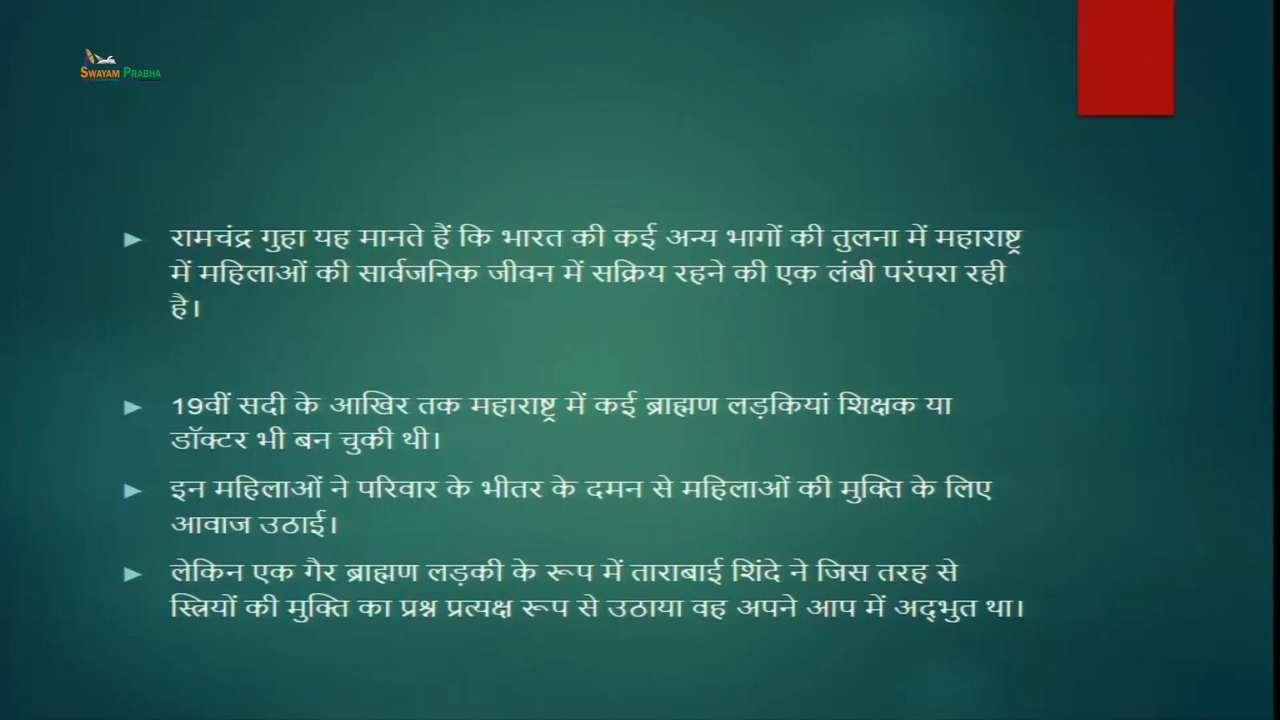 SWAYAM PRABHA
रामचंद्र गुहा यह मानते हैं कि भारत की कई अन्य भागों की तुलना में महाराष्ट्र
में महिलाओं की सार्वजनिक जीवन में सक्रिय रहने की एक लंबी परंपरा रही
है।
19वीं सदी के आखिर तक महाराष्ट्र में कई ब्राह्मण लड़कियां शिक्षक या
डॉक्टर भी बन चुकी थी।
इन महिलाओं ने परिवार के भीतर के दमन से महिलाओं की मुक्ति के लिए
आवाज उठाई।
लेकिन एक गैर ब्राह्मण लड़की के रूप में ताराबाई शिंदे ने जिस तरह से
स्त्रियों की मुक्ति का प्रश्न प्रत्यक्ष रूप से उठाया वह अपने आप में अद्भुत था।